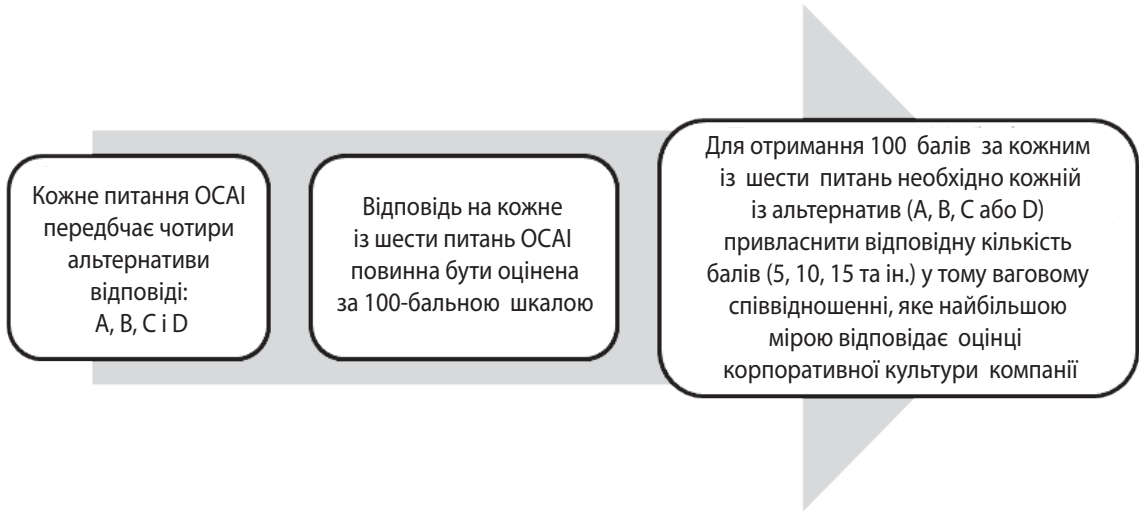 Кожне питання OCAI
передбчає чотири
альтернативи
відповіді:
A, B, C і D
Відповідь на кожне
із шести питань OCAI
повинна бути оцінена
за 100-бальною шкалою
Для отримання 100 балів за кожним
із шести питань необхідно кожній
із альтернатив (A, B, C або D)
привласнити відповідну кількість
балів (5, 10, 15 та ін.) у тому ваговому
співвідношенні, яке найбільшою
мірою відповідає оцінці
корпоративної культури компанії